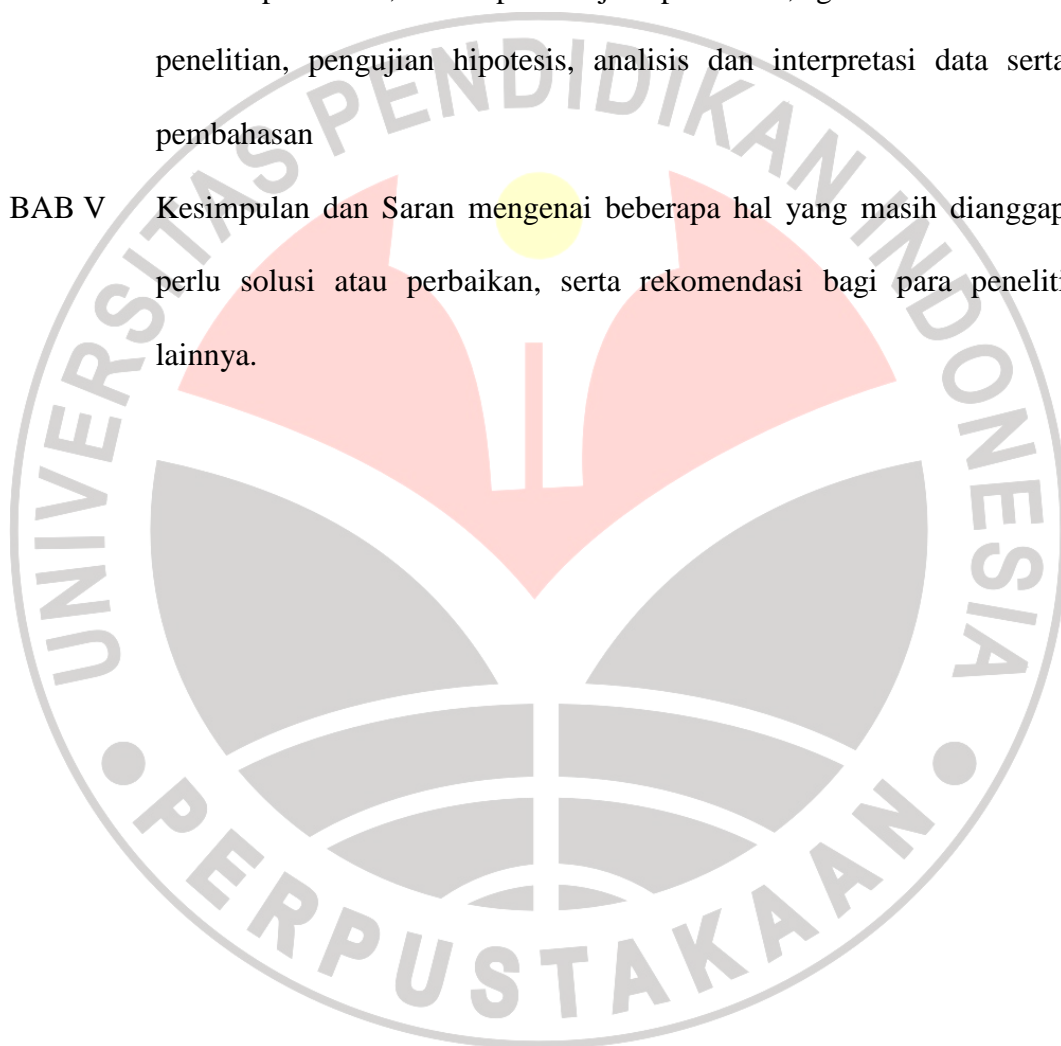 penelitian, pengujian hipotesis, analisis dan interpretasi data serta
pembahasan
BAB V Kesimpulan dan Saran mengenai beberapa hal yang masih dianggap
perlu solusi atau perbaikan, serta rekomendasi bagi para peneliti
lainnya.
UNIVERSITAS PENDIDIKAN INDONESIA
PERPUSTAKAAN